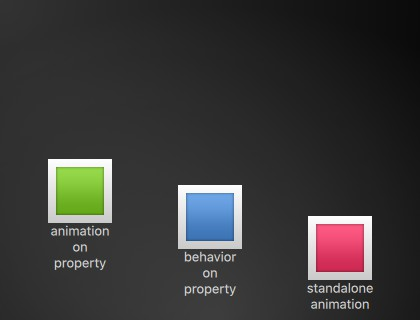 animation
on
property
behavior
on
property
standalone
animation